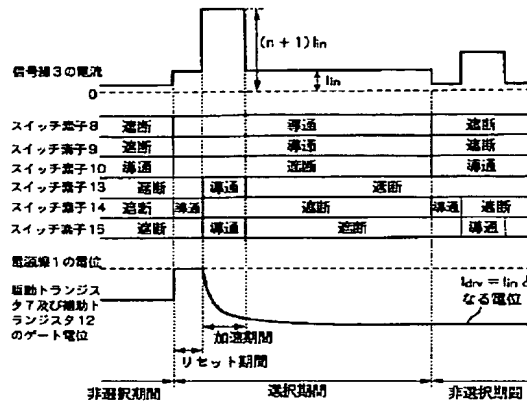 (n+1)Iin
信号線3の電流
Iin
0
スイッチ素子8 遮断 導通 遮断
スイッチ素子9 遮断 導通 遮断
スイッチ素子10 導通 遮断 導通
スイッチ素子13 遮断 導通 遮断
スイッチ素子14 遮断 導通 遮断 導通 遮断
スイッチ素子15 遮断 導通 遮断 導通
電源線1の電位
駆動トランジス
タ7及び補助ト
ランジスタ12
のゲート電位
Idrv = Iin と
なる電位
加速期間
リセット期間
非選択期間 選択期間 非選択期間